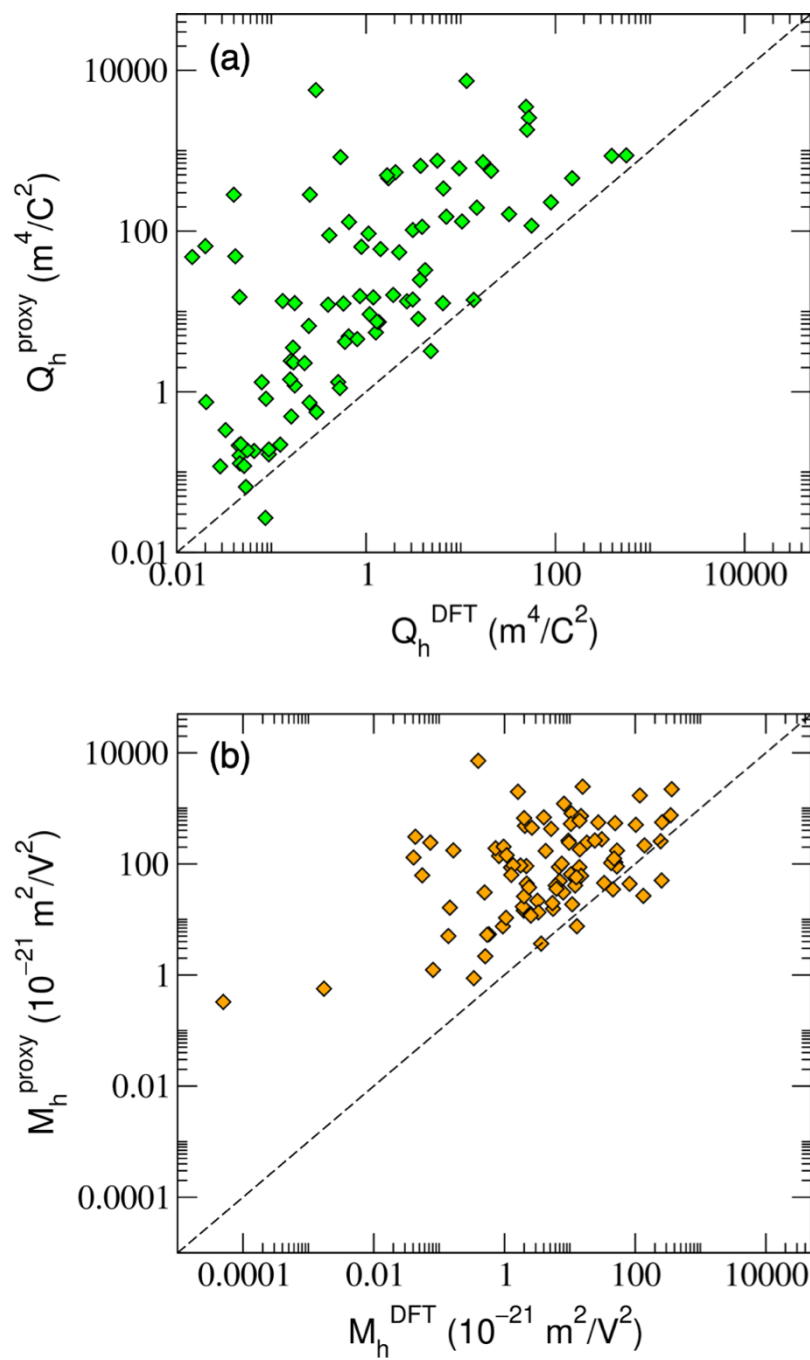 (a)
10000
100
1
0.01
Q_h^proxy (m^4/C^2)
0.01 1 100 10000
Q_h^DFT (m^4/C^2)
(b)
10000
100
1
0.01
0.0001
M_h^proxy (10^−21 m^2/V^2)
0.0001 0.01 1 100 10000
M_h^DFT (10^−21 m^2/V^2)